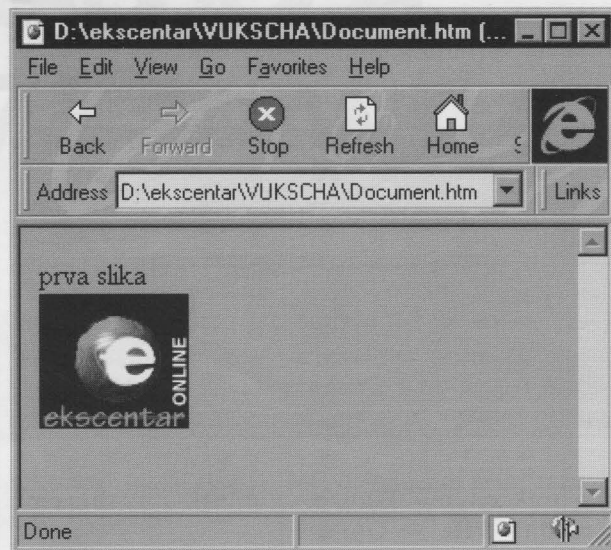 D:\ekscentar\VUKSCHA\Document.htm (...
File Edit View Go Favorites Help
Back Forward Stop Refresh Home S
Address D:\ekscentar\VUKSCHA\Document.htm Links
prva slika
e
ONLINE
ekscentar
Done